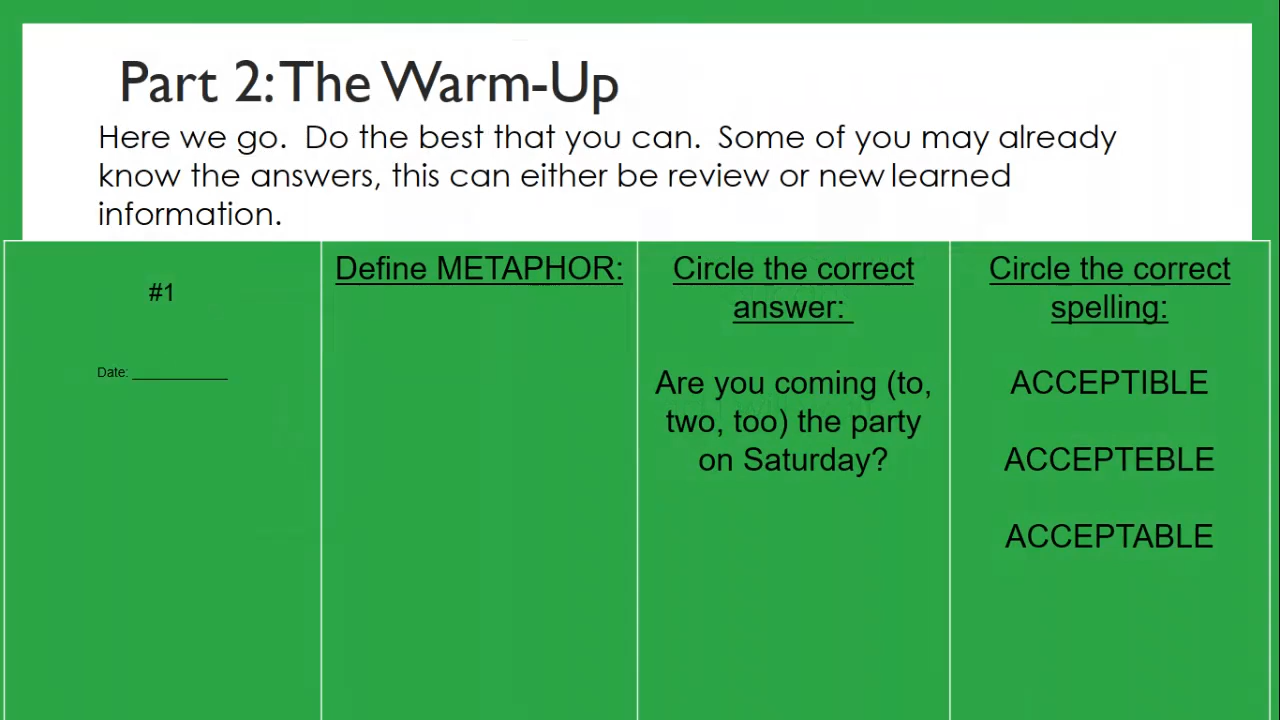 Part 2: The Warm-Up
Here we go.  Do the best that you can.  Some of you may already
know the answers, this can either be review or new learned
information.
#1
Date: _____________
Define METAPHOR:
Circle the correct
answer:
Are you coming (to,
two, too) the party
on Saturday?
Circle the correct
spelling:
ACCEPTIBLE
ACCEPTEBLE
ACCEPTABLE